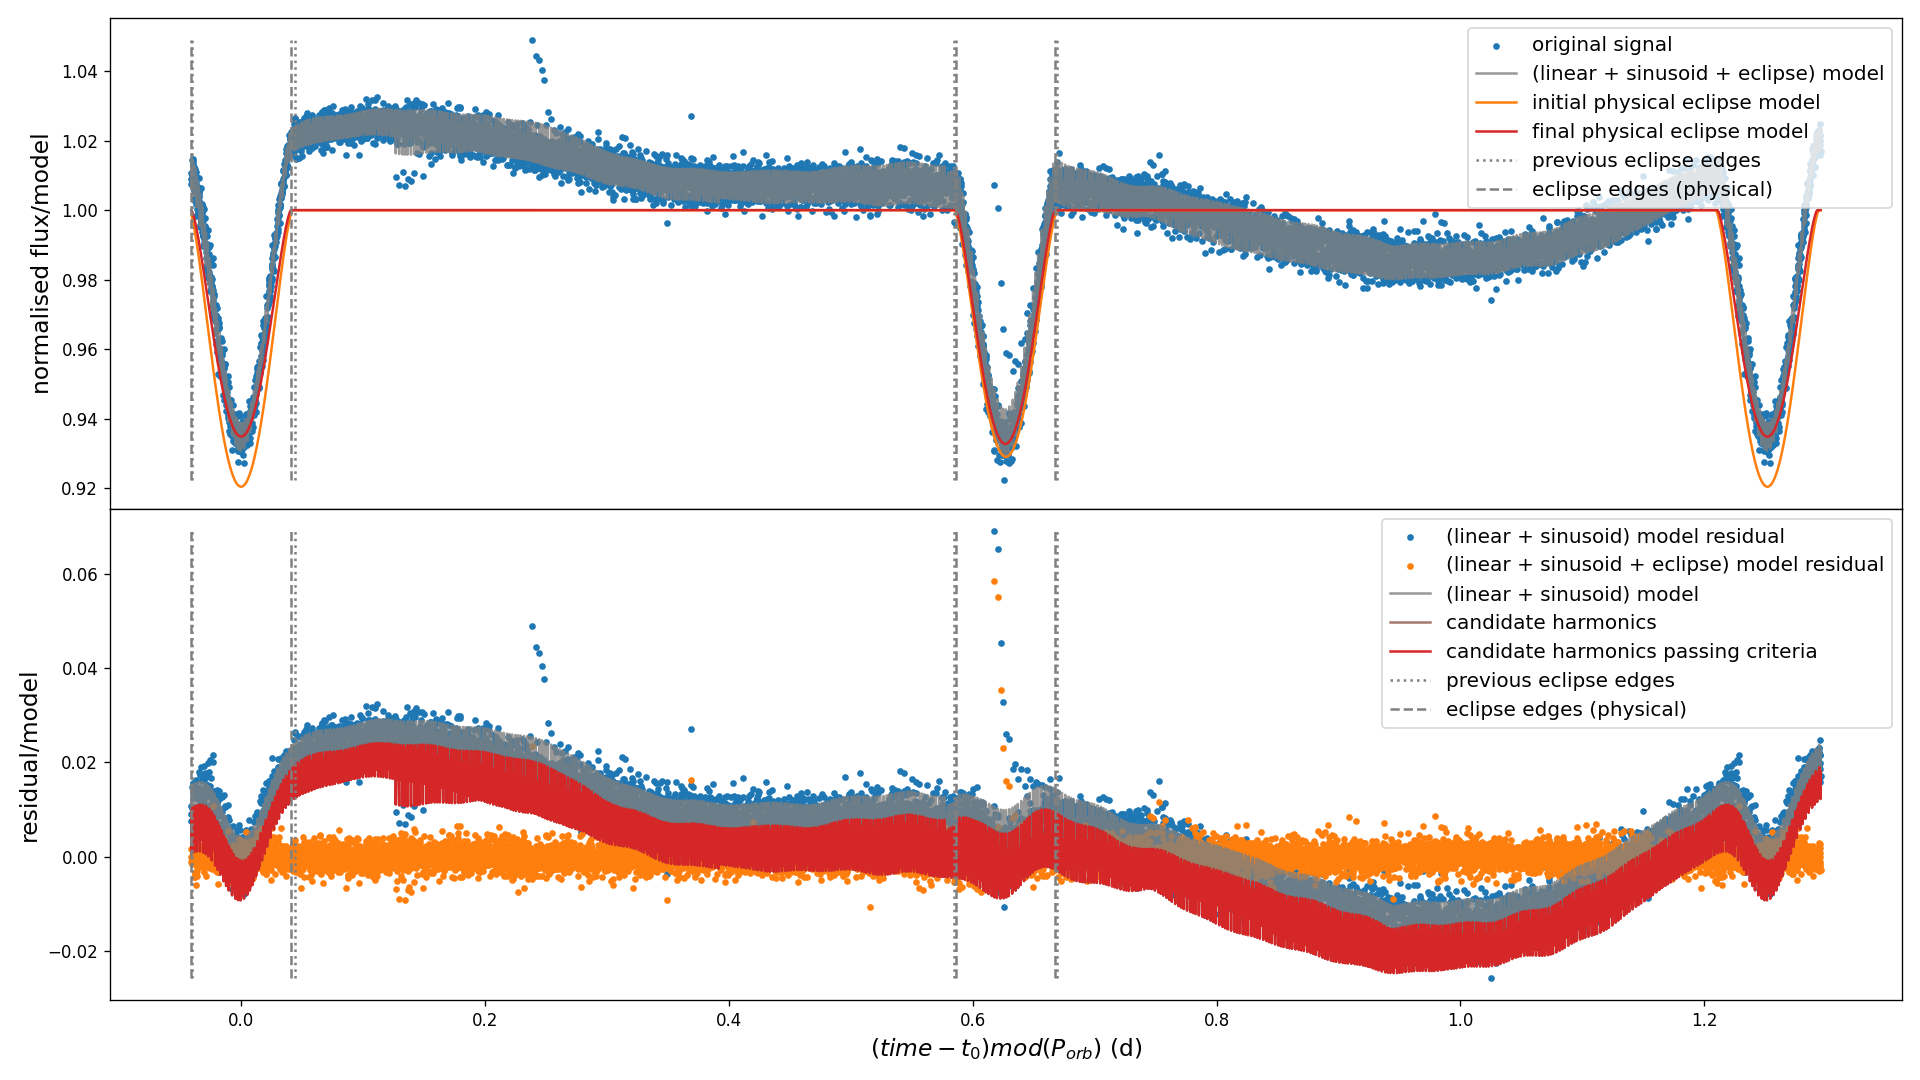 original signal
(linear + sinusoid + eclipse) model
initial physical eclipse model
final physical eclipse model
previous eclipse edges
eclipse edges (physical)
normalised flux/model
1.04
1.02
1.00
0.98
0.96
0.94
0.92
(linear + sinusoid) model residual
(linear + sinusoid + eclipse) model residual
(linear + sinusoid) model
candidate harmonics
candidate harmonics passing criteria
previous eclipse edges
eclipse edges (physical)
residual/model
0.06
0.04
0.02
0.00
−0.02
0.0 0.2 0.4 0.6 0.8 1.0 1.2
(time − t₀)mod(P_orb) (d)